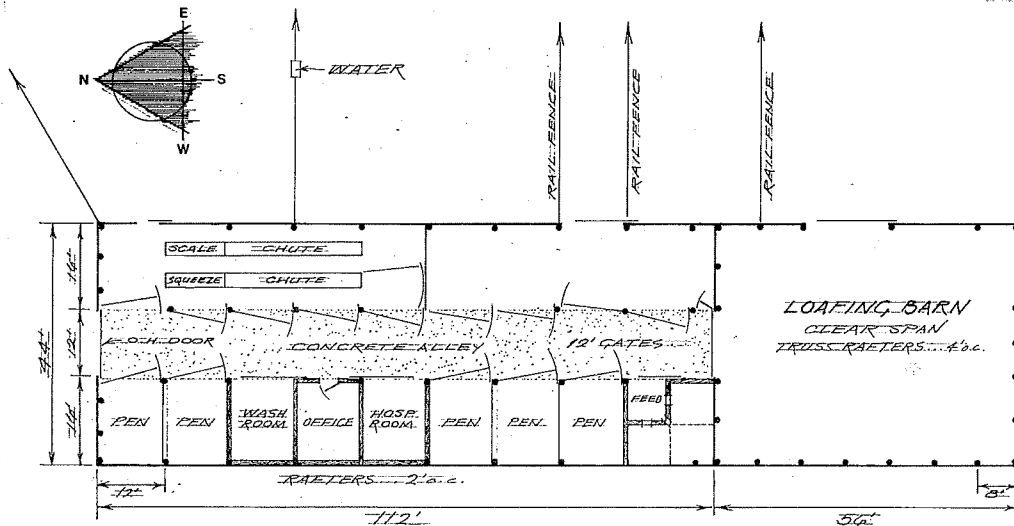 E
N
S
W
WATER
RAIL FENCE
RAIL FENCE
RAIL FENCE
SCALE CHUTE
SQUEEZE CHUTE
16'
12'
44'
16'
O.H. DOOR
CONCRETE ALLEY
12' GATES
LOAFING BARN
CLEAR SPAN
TRUSS RAFTERS 4' o.c.
PEN
PEN
WASH
ROOM
OFFICE
HOSP.
ROOM
PEN
PEN
PEN
FEED
RAFTERS 2' o.c.
12'
112'
56'
8'